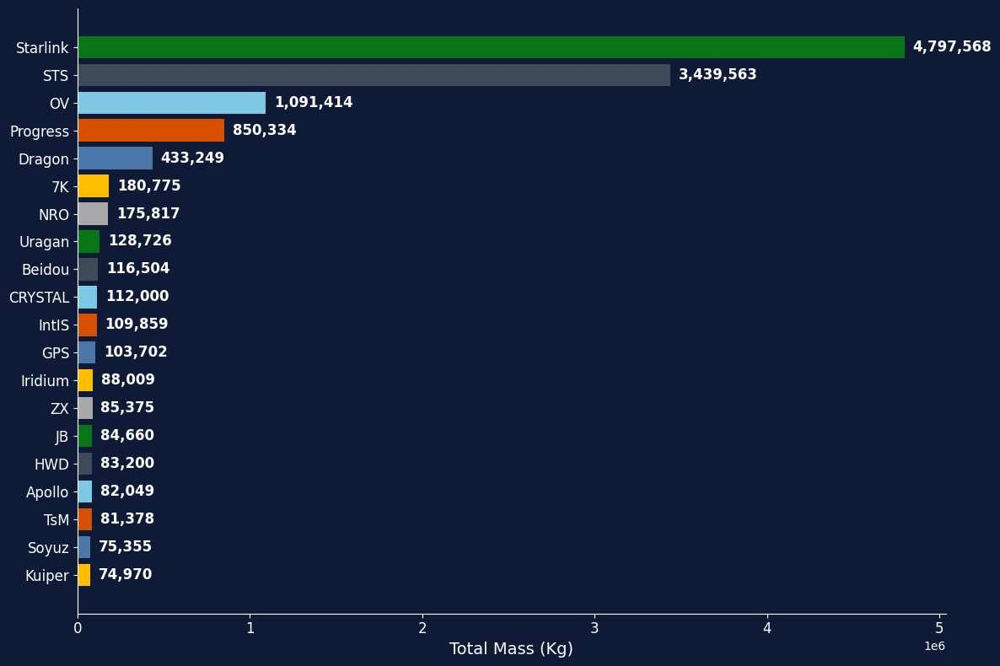 Starlink 4,797,568
STS 3,439,563
OV 1,091,414
Progress 850,334
Dragon 433,249
7K 180,775
NRO 175,817
Uragan 128,726
Beidou 116,504
CRYSTAL 112,000
IntIS 109,859
GPS 103,702
Iridium 88,009
ZX 85,375
JB 84,660
HWD 83,200
Apollo 82,049
TsM 81,378
Soyuz 75,355
Kuiper 74,970
0 1 2 3 4 5
1e6
Total Mass (Kg)